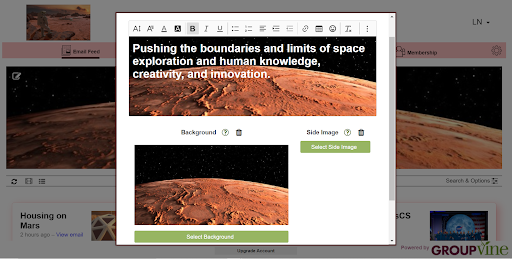 LN
Email Feed
Membership
Pushing the boundaries and limits of space
exploration and human knowledge,
creativity, and innovation.
Background
Side Image
Select Side Image
Search & Options
Housing on
Mars
2 hours ago – View email
sCS
Select Background
Upgrade Account
Powered by
GROUPVine